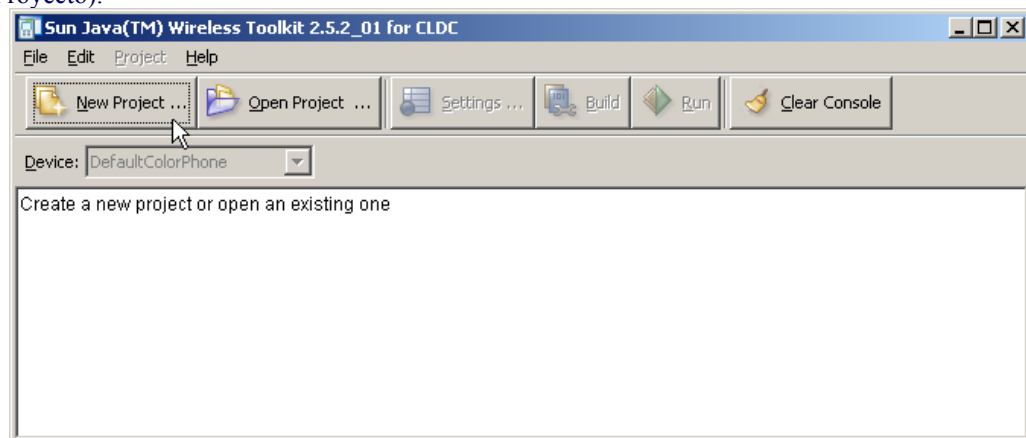 royecto).
Sun Java(TM) Wireless Toolkit 2.5.2_01 for CLDC
File Edit Project Help
New Project ... Open Project ... Settings ... Build Run Clear Console
Device: DefaultColorPhone
Create a new project or open an existing one